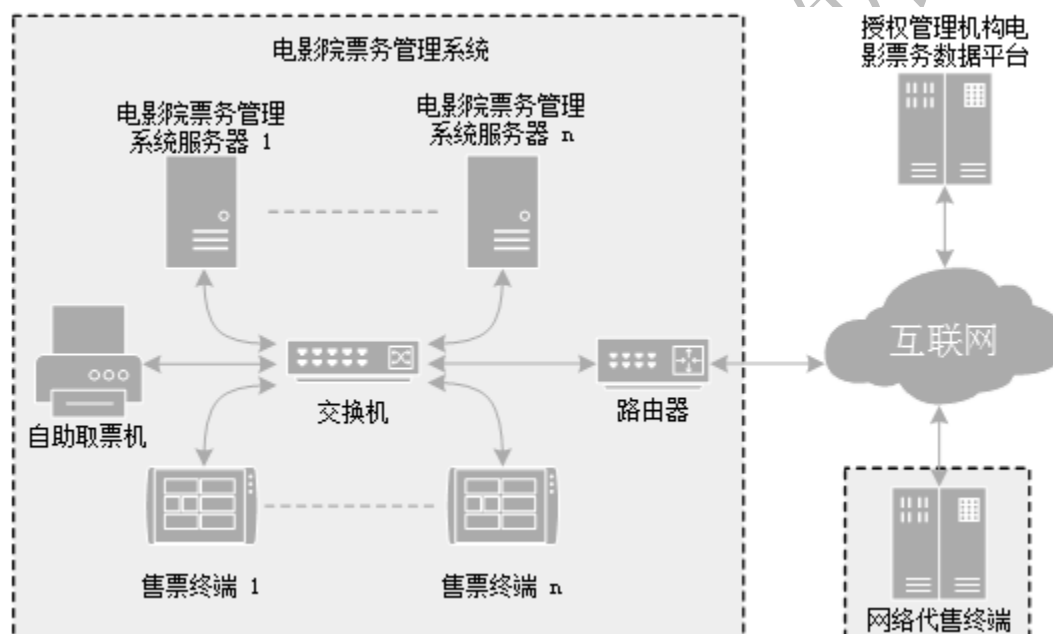 电影院票务管理系统
授权管理机构电
影票务数据平台
电影院票务管理
系统服务器 1
电影院票务管理
系统服务器 n
互联网
自助取票机
交换机
路由器
售票终端 1
售票终端 n
网络代售终端